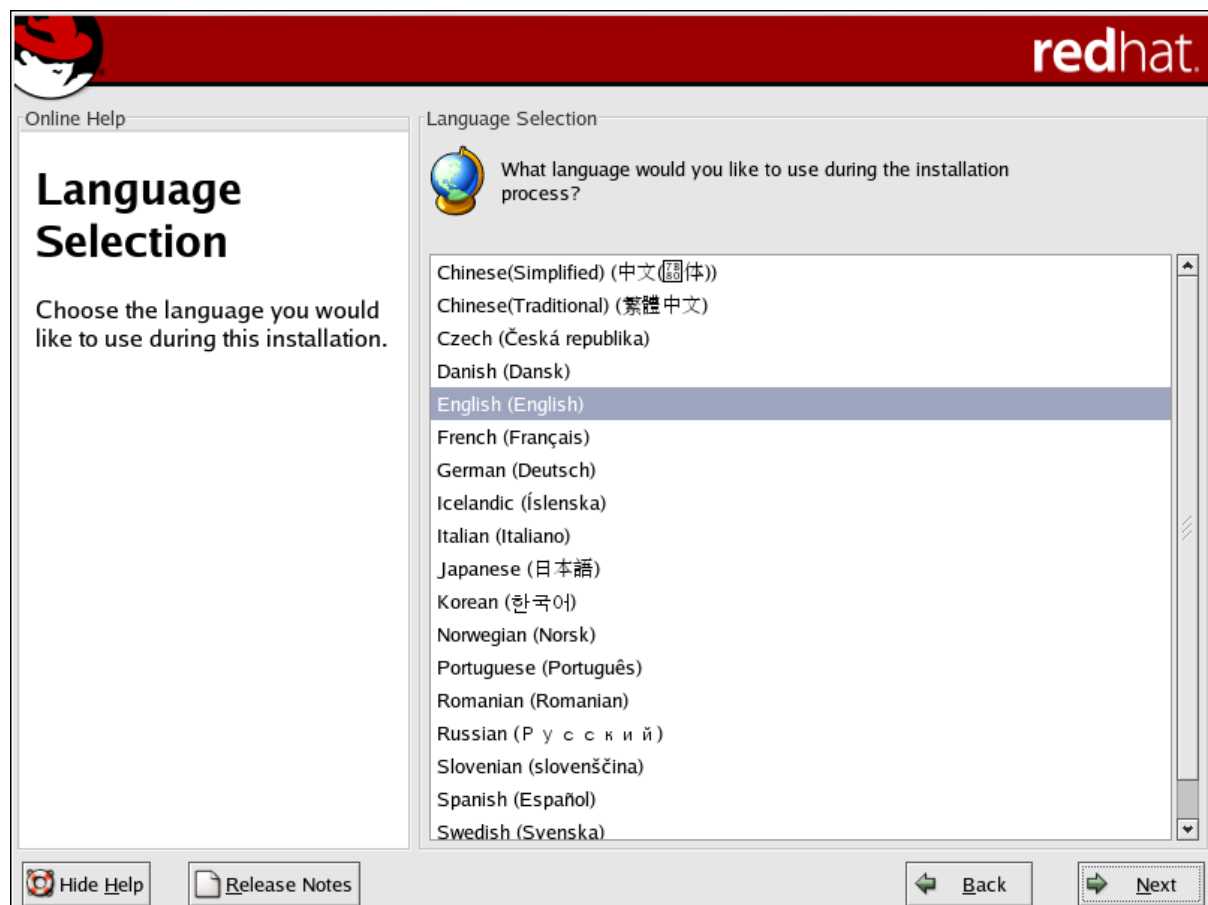 redhat.
Online Help
Language
Selection
Choose the language you would
like to use during this installation.
Language Selection
What language would you like to use during the installation
process?
Chinese(Simplified) (中文(体))
Chinese(Traditional) (繁體中文)
Czech (Česká republika)
Danish (Dansk)
English (English)
French (Français)
German (Deutsch)
Icelandic (Íslenska)
Italian (Italiano)
Japanese (日本語)
Korean (한국어)
Norwegian (Norsk)
Portuguese (Português)
Romanian (Romanian)
Russian (Р у с с к и й)
Slovenian (slovenščina)
Spanish (Español)
Swedish (Svenska)
Hide Help
Release Notes
Back
Next